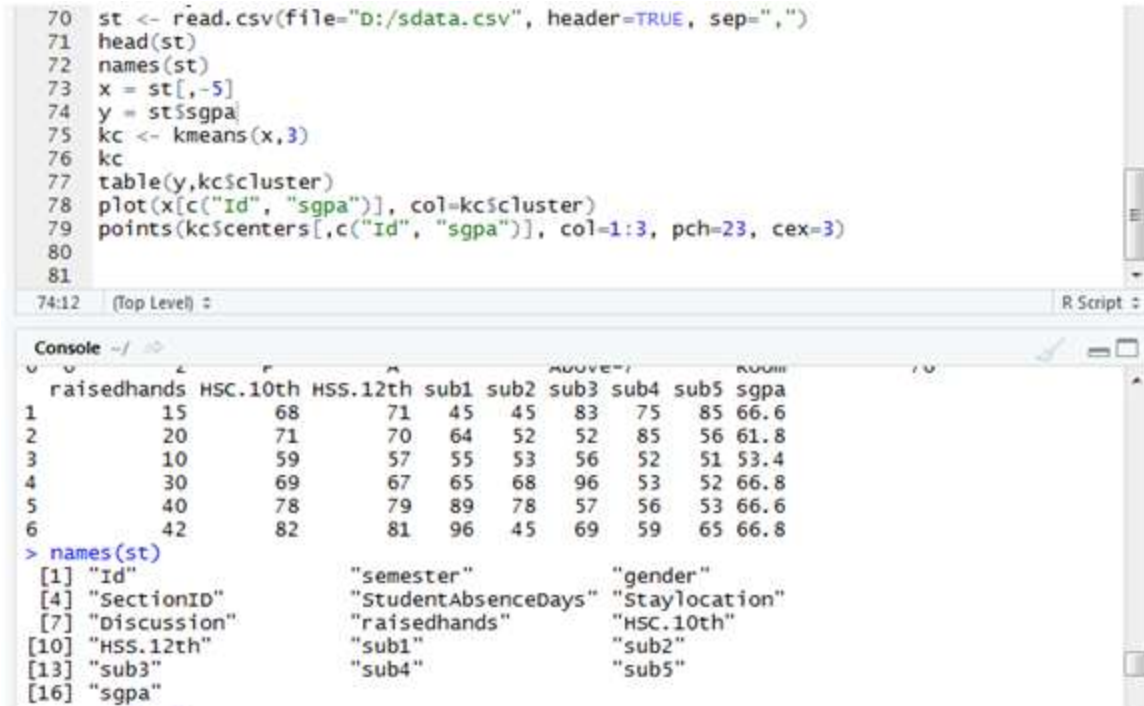 70 st <- read.csv(file="D:/sdata.csv", header=TRUE, sep=",")
71 head(st)
72 names(st)
73 x = st[,-5]
74 y = st$sgpa
75 kc <- kmeans(x,3)
76 kc
77 table(y,kc$cluster)
78 plot(x[c("Id", "sgpa")], col=kc$cluster)
79 points(kc$centers[,c("Id", "sgpa")], col=1:3, pch=23, cex=3)
80
81
74:12 (Top Level) R Script
Console ~/
raisedhands HSC.10th HSS.12th sub1 sub2 sub3 sub4 sub5 sgpa
1 15 68 71 45 45 83 75 85 66.6
2 20 71 70 64 52 52 85 56 61.8
3 10 59 57 55 53 56 52 51 53.4
4 30 69 67 65 68 96 53 52 66.8
5 40 78 79 89 78 57 56 53 66.6
6 42 82 81 96 45 69 59 65 66.8
> names(st)
[1] "Id" "semester" "gender"
[4] "SectionID" "StudentAbsenceDays" "Staylocation"
[7] "Discussion" "raisedhands" "HSC.10th"
[10] "HSS.12th" "sub1" "sub2"
[13] "sub3" "sub4" "sub5"
[16] "sgpa"